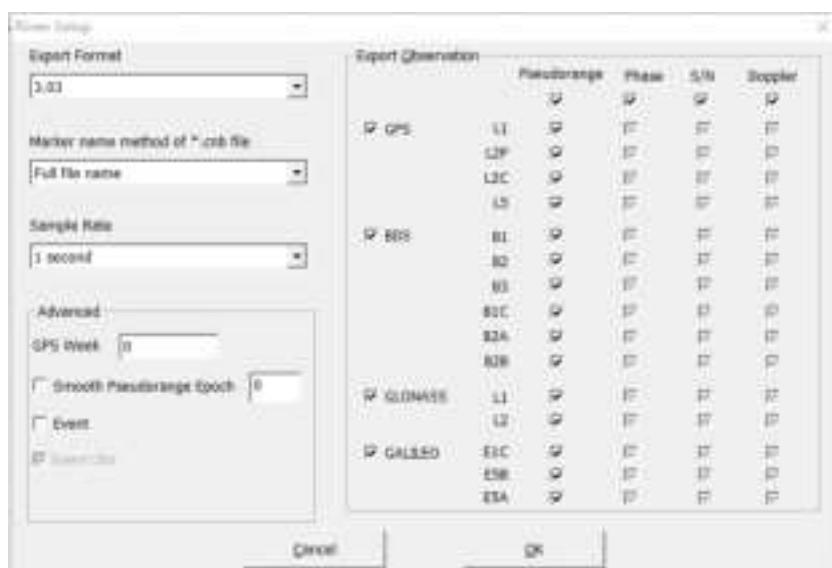 Rinex Setup
Export Format
3.03
Marker name method of *.cnb file
Full file name
Sample Rate
1 second
Advanced
GPS Week 0
Smooth Pseudorange Epoch 0
Event
Export Observation
Pseudorange Phase S/N Doppler
GPS L1
L2P
L2C
L5
BDS B1
B2
B3
B1C
B2A
B2B
GLONASS L1
L2
GALILEO E1C
E5B
E5A
Cancel
OK